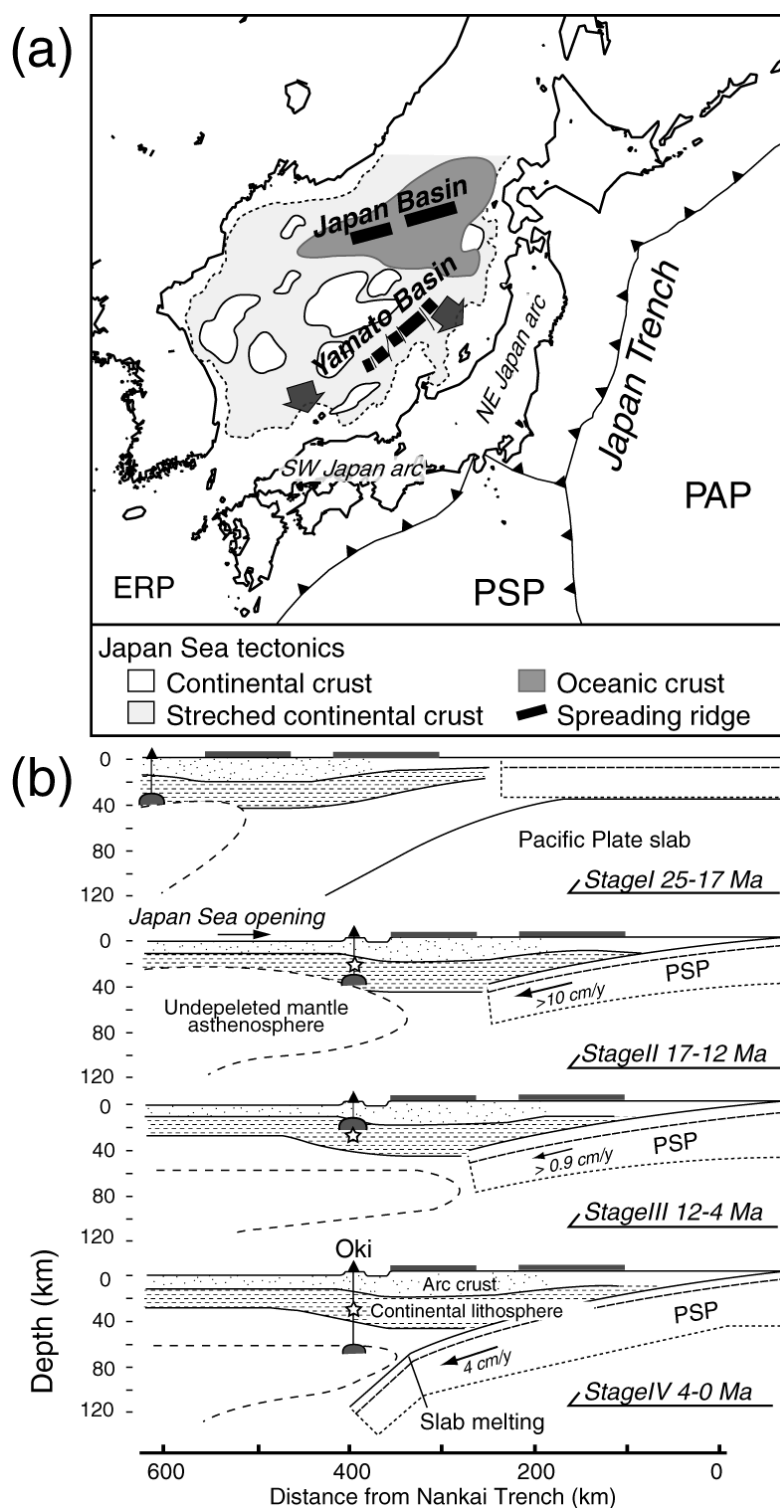 (a)
Japan Basin
Yamato Basin
NE Japan arc
Japan Trench
SW Japan arc
PAP
ERP
PSP
Japan Sea tectonics
Continental crust
Oceanic crust
Streched continental crust
Spreading ridge
(b)
0
40
80
120
Pacific Plate slab
StageI 25-17 Ma
Japan Sea opening
0
40
80
120
PSP
>10 cm/y
Undepeleted mantle
asthenosphere
StageII 17-12 Ma
0
40
80
120
PSP
> 0.9 cm/y
StageIII 12-4 Ma
Oki
0
40
80
120
Arc crust
Continental lithosphere
PSP
4 cm/y
StageIV 4-0 Ma
Slab melting
Depth (km)
600
400
200
0
Distance from Nankai Trench (km)